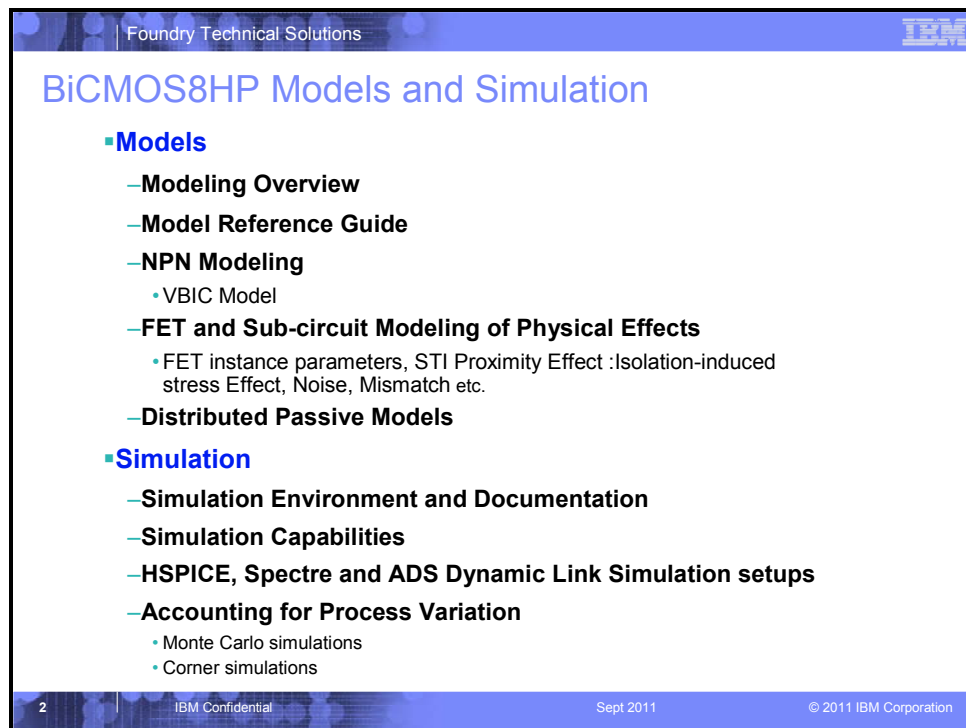 Foundry Technical Solutions
IBM
BiCMOS8HP Models and Simulation
▪Models
–Modeling Overview
–Model Reference Guide
–NPN Modeling
•VBIC Model
–FET and Sub-circuit Modeling of Physical Effects
•FET instance parameters, STI Proximity Effect :Isolation-induced
stress Effect, Noise, Mismatch etc.
–Distributed Passive Models
▪Simulation
–Simulation Environment and Documentation
–Simulation Capabilities
–HSPICE, Spectre and ADS Dynamic Link Simulation setups
–Accounting for Process Variation
•Monte Carlo simulations
•Corner simulations
2 IBM Confidential Sept 2011 © 2011 IBM Corporation